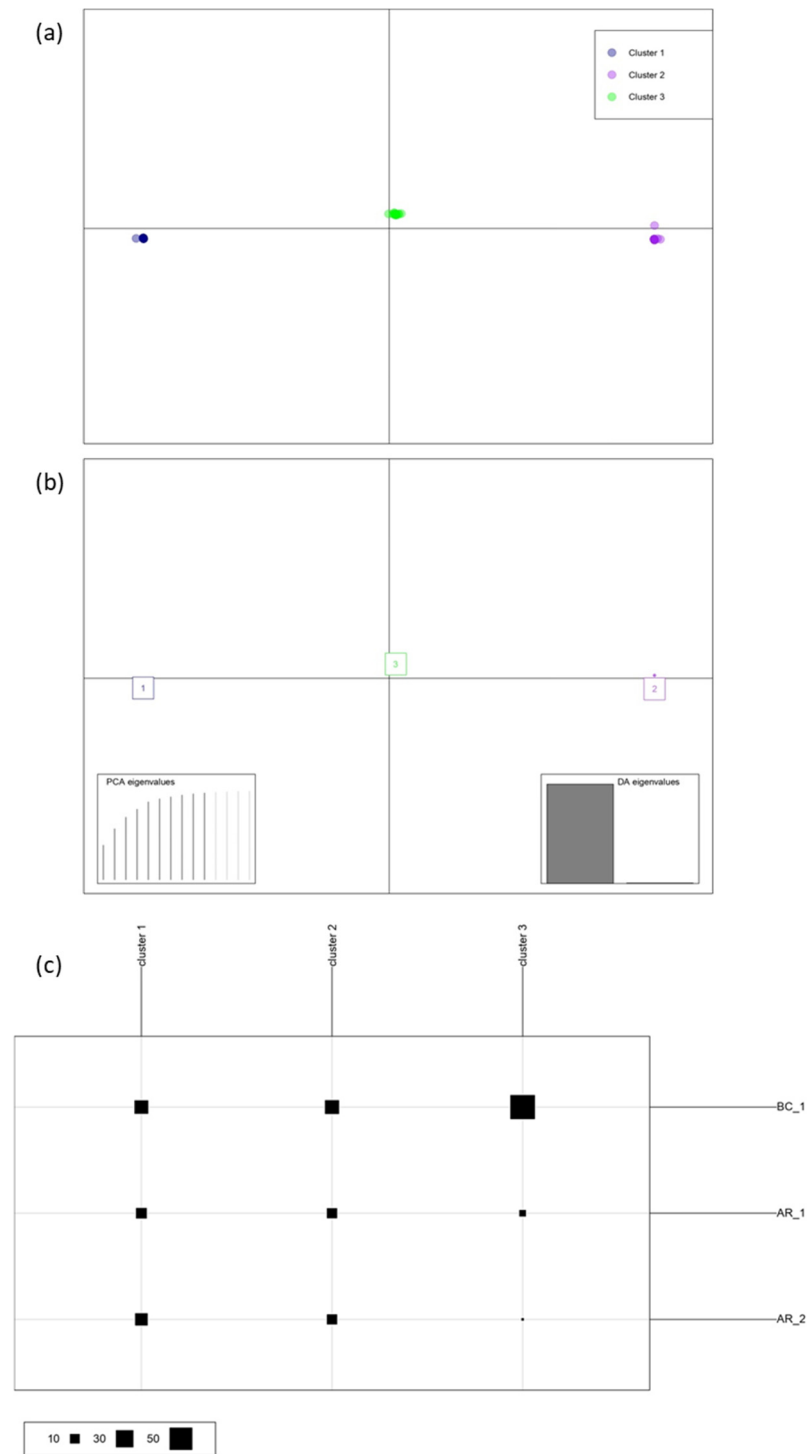 (a)
Cluster 1
Cluster 2
Cluster 3
(b)
3
1
2
PCA eigenvalues
DA eigenvalues
(c)
cluster 1
cluster 2
cluster 3
BC_1
AR_1
AR_2
10 30 50